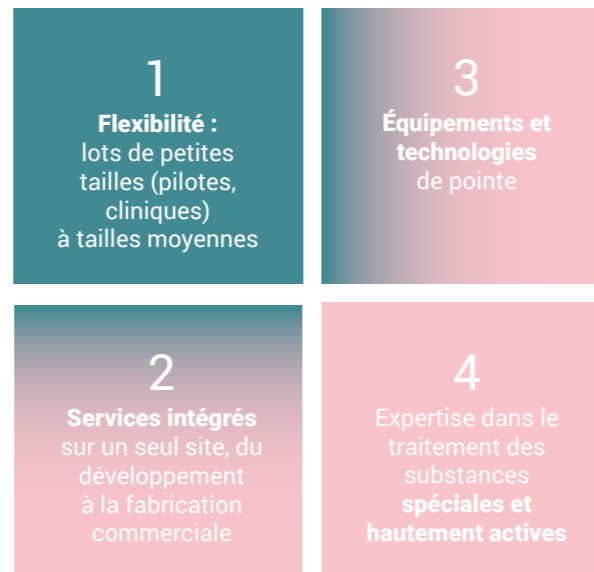 1
Flexibilité :
lots de petites
tailles (pilotes,
cliniques)
à tailles moyennes
2
Services intégrés
sur un seul site, du
développement
à la fabrication
commerciale
3
Équipements et
technologies
de pointe
4
Expertise dans le
traitement des
substances
spéciales et
hautement actives